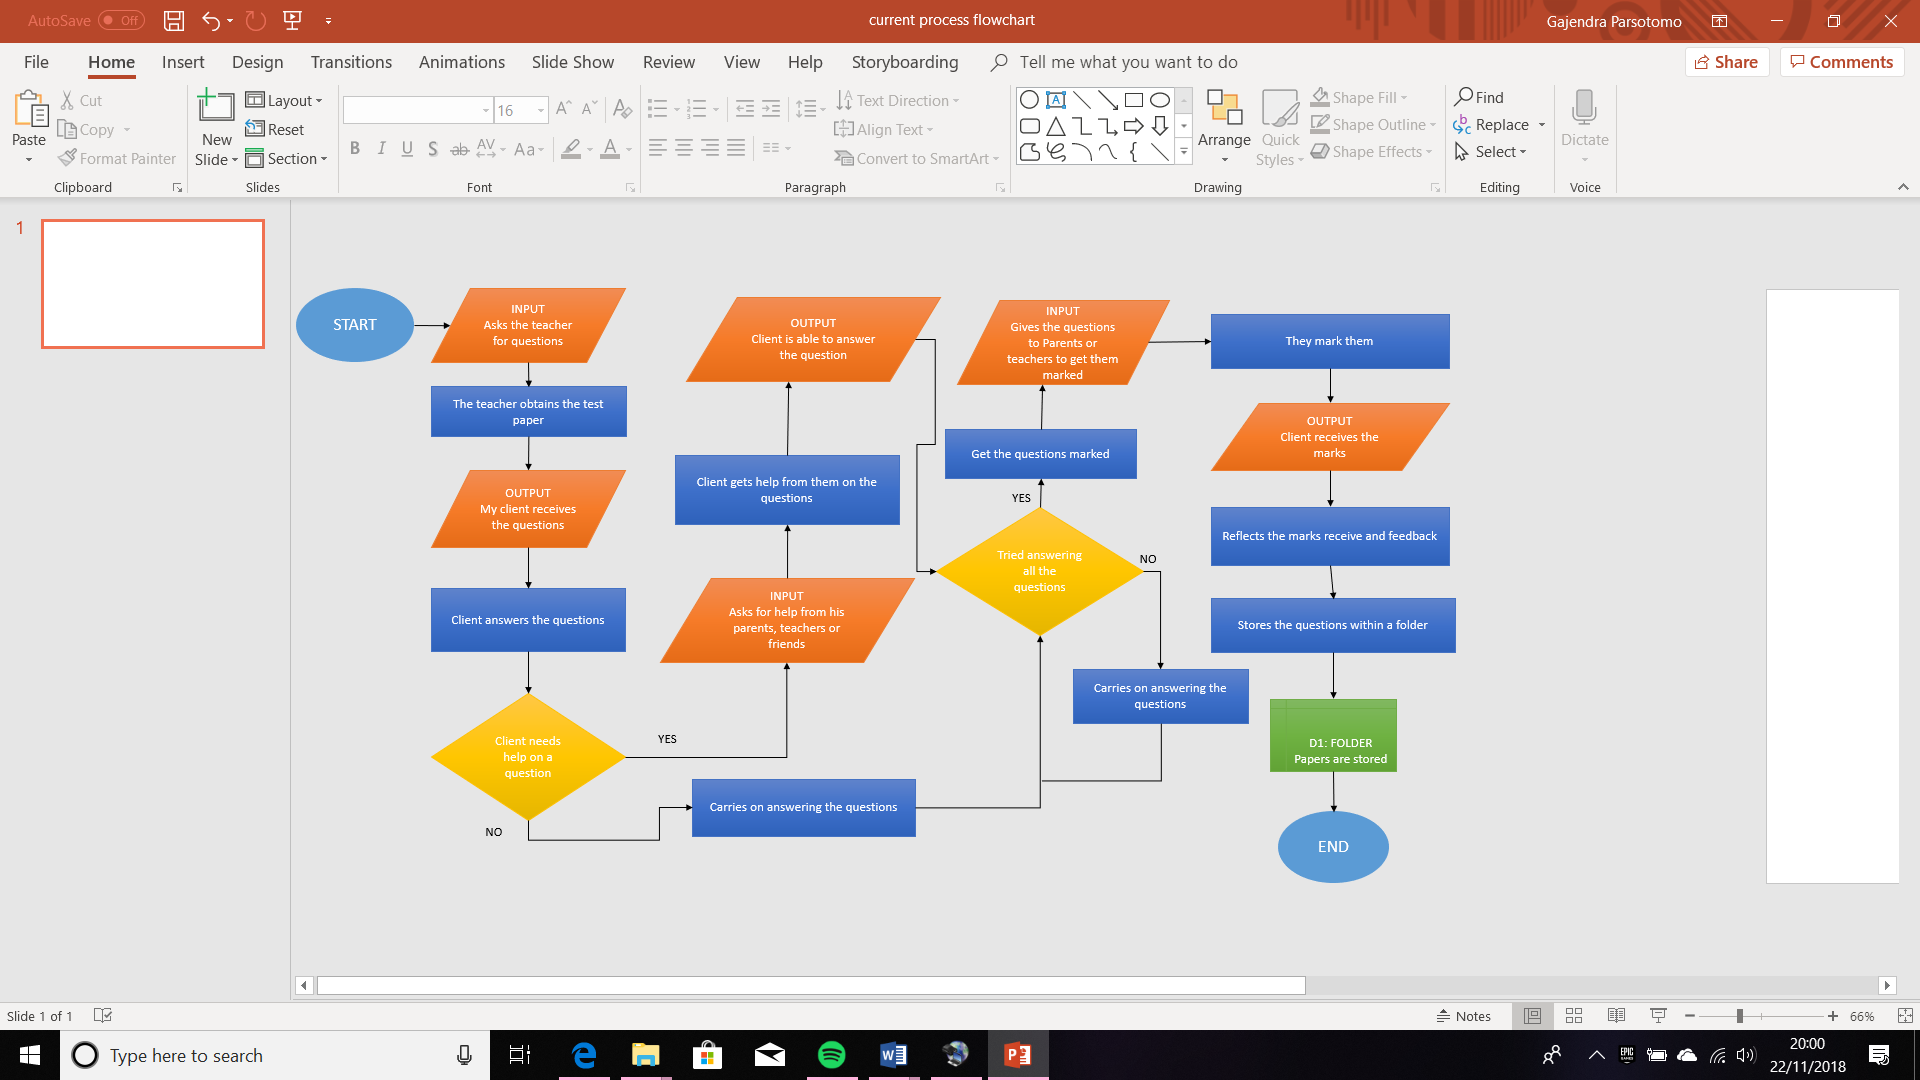 AutoSave Off
current process flowchart
Gajendra Parsotomo
File Home Insert Design Transitions Animations Slide Show Review View Help Storyboarding Tell me what you want to do
Share Comments
Paste
Cut
Copy
Format Painter
Clipboard
New
Slide
Layout
Reset
Section
Slides
16
Font
Text Direction
Align Text
Convert to SmartArt
Paragraph
Arrange
Quick
Styles
Shape Fill
Shape Outline
Shape Effects
Drawing
Find
Replace
Select
Editing
Dictate
Voice
1
START
INPUT
Asks the teacher
for questions
The teacher obtains the test
paper
OUTPUT
My client receives
the questions
Client answers the questions
Client needs
help on a
question
YES
NO
Carries on answering the questions
INPUT
Asks for help from his
parents, teachers or
friends
Client gets help from them on the
questions
OUTPUT
Client is able to answer
the question
Tried answering
all the
questions
YES
NO
Carries on answering the
questions
Get the questions marked
INPUT
Gives the questions
to Parents or
teachers to get them
marked
They mark them
OUTPUT
Client receives the
marks
Reflects the marks receive and feedback
Stores the questions within a folder
D1: FOLDER
Papers are stored
END
Slide 1 of 1
Notes
66%
Type here to search
20:00
22/11/2018